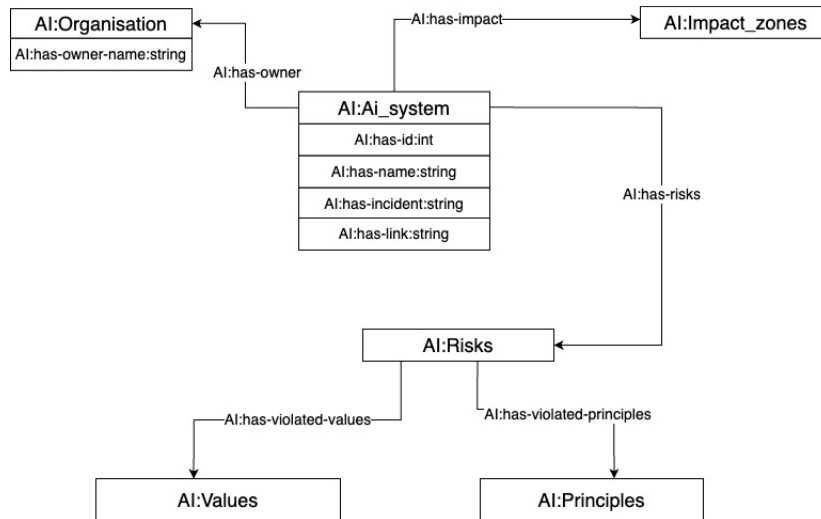 AI:Organisation
AI:has-owner-name:string
AI:has-impact
AI:Impact_zones
AI:has-owner
AI:Ai_system
AI:has-id:int
AI:has-name:string
AI:has-incident:string
AI:has-link:string
AI:has-risks
AI:Risks
AI:has-violated-values
AI:has-violated-principles
AI:Values
AI:Principles